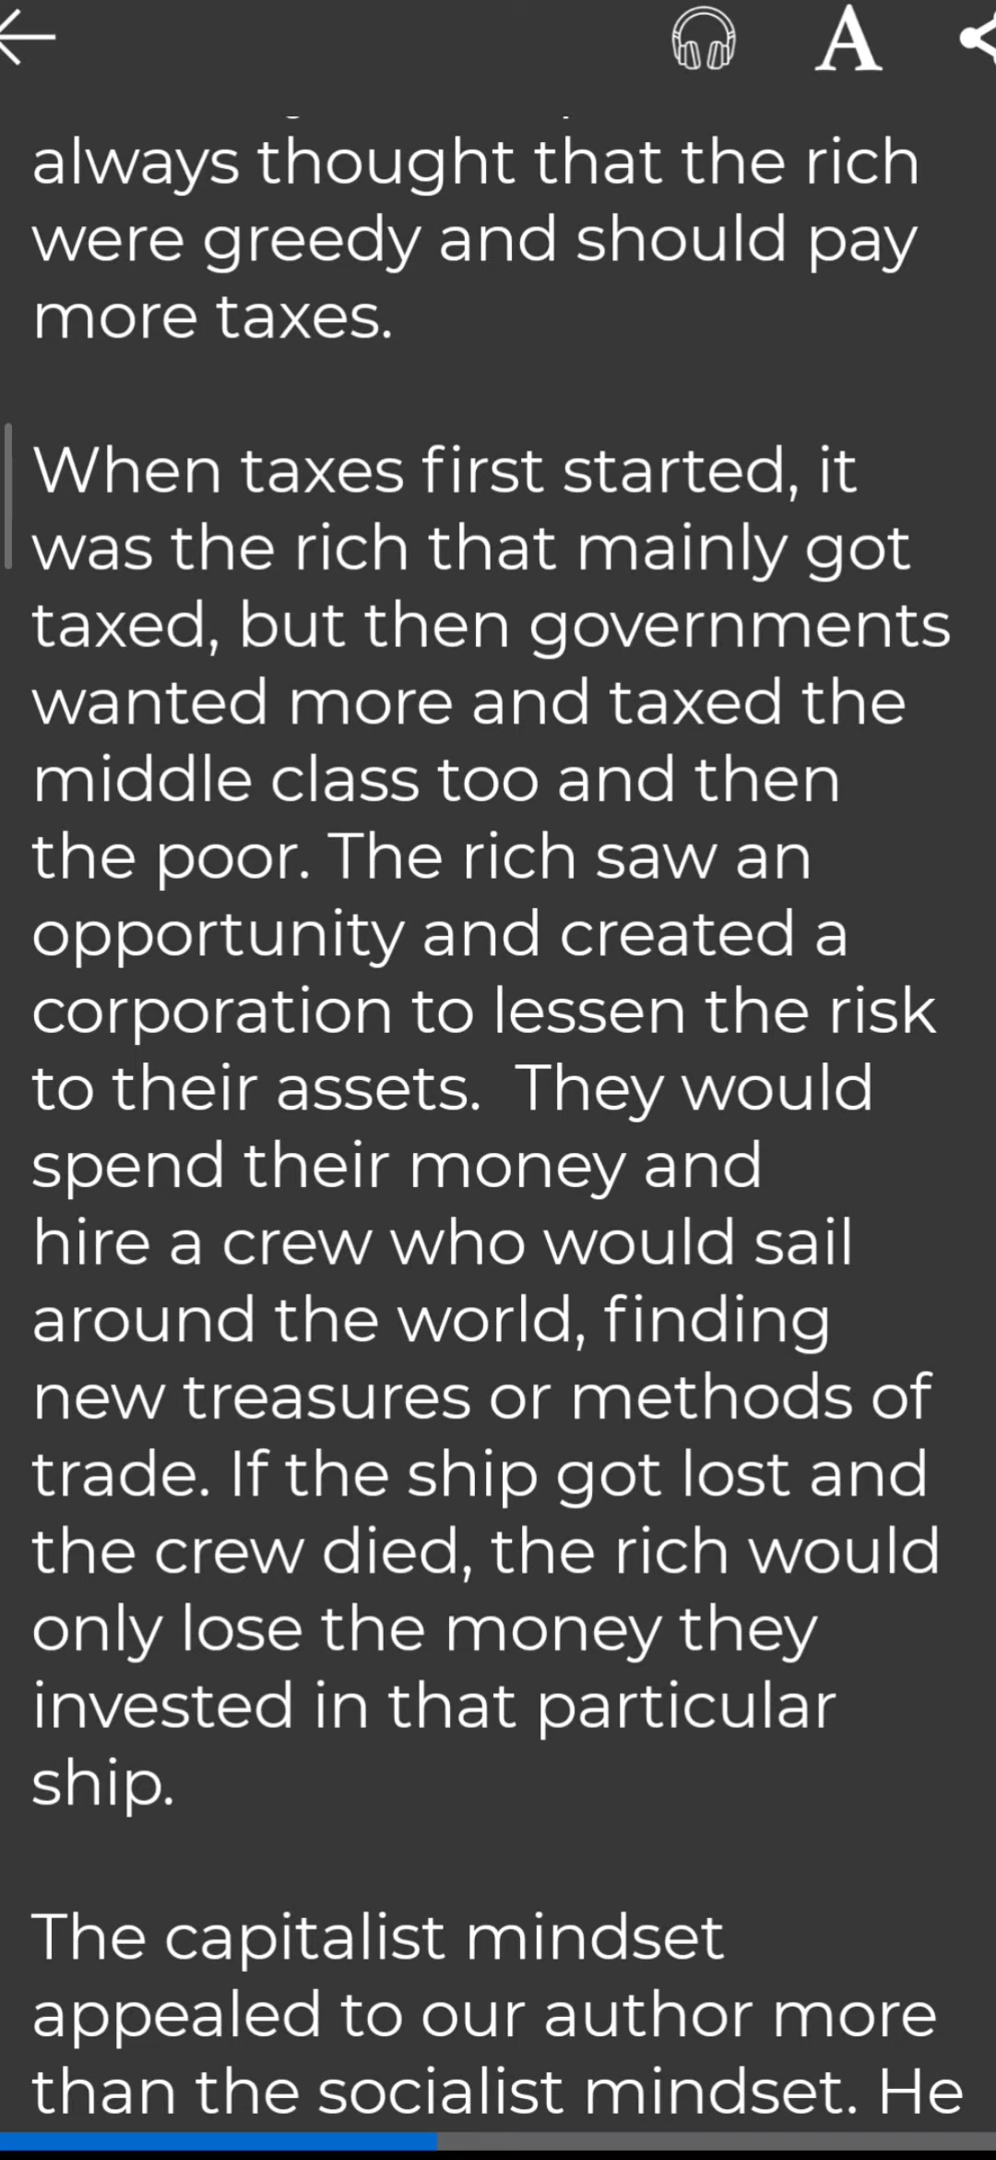 A
always thought that the rich
were greedy and should pay
more taxes.
When taxes first started, it
was the rich that mainly got
taxed, but then governments
wanted more and taxed the
middle class too and then
the poor. The rich saw an
opportunity and created a
corporation to lessen the risk
to their assets.  They would
spend their money and
hire a crew who would sail
around the world, finding
new treasures or methods of
trade. If the ship got lost and
the crew died, the rich would
only lose the money they
invested in that particular
ship.
The capitalist mindset
appealed to our author more
than the socialist mindset. He